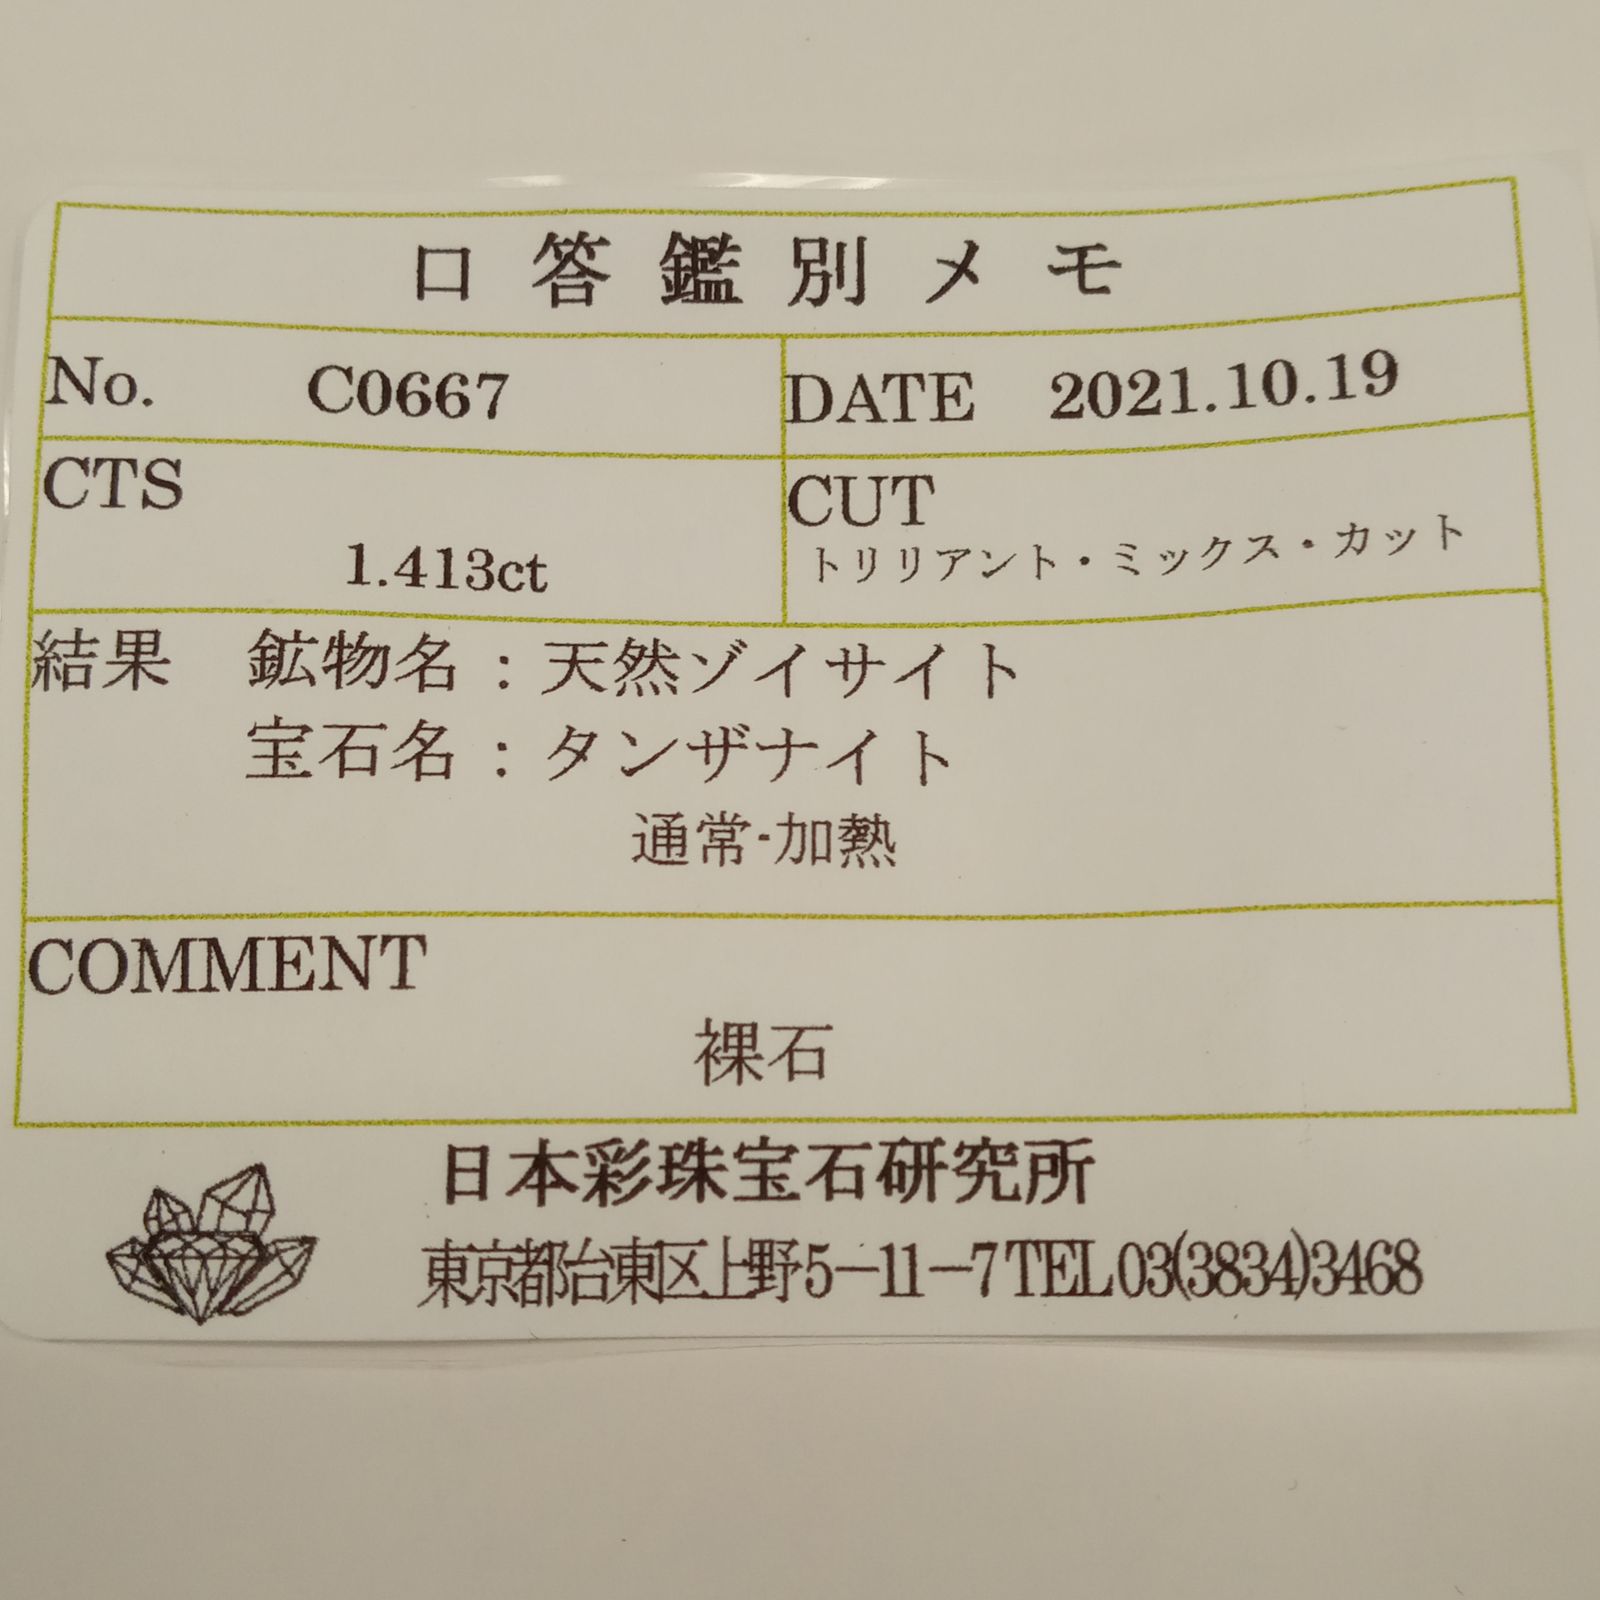 口答鑑別メモ
No. C0667 DATE 2021.10.19
CTS CUT
1.413ct トリリアント・ミックス・カット
結果 鉱物名：天然ゾイサイト
宝石名：タンザナイト
通常-加熱
COMMENT
裸石
日本彩珠宝石研究所
東京都台東区上野5－11－7 TEL 03(3834)3468